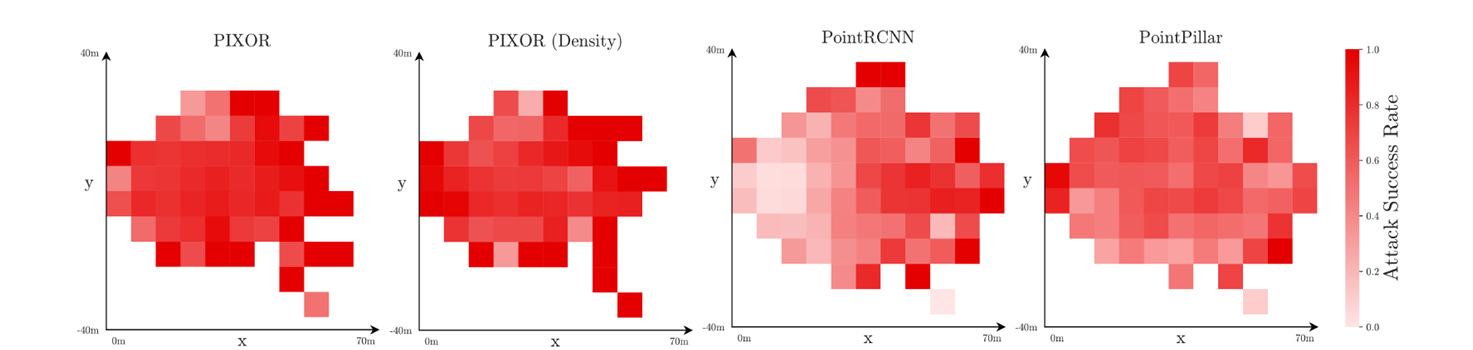 PIXOR
40m
y
-40m
0m
x
70m
PIXOR (Density)
40m
y
-40m
0m
x
70m
PointRCNN
40m
y
-40m
0m
x
70m
PointPillar
40m
y
-40m
0m
x
70m
1.0
0.8
0.6
0.4
0.2
0.0
Attack Success Rate